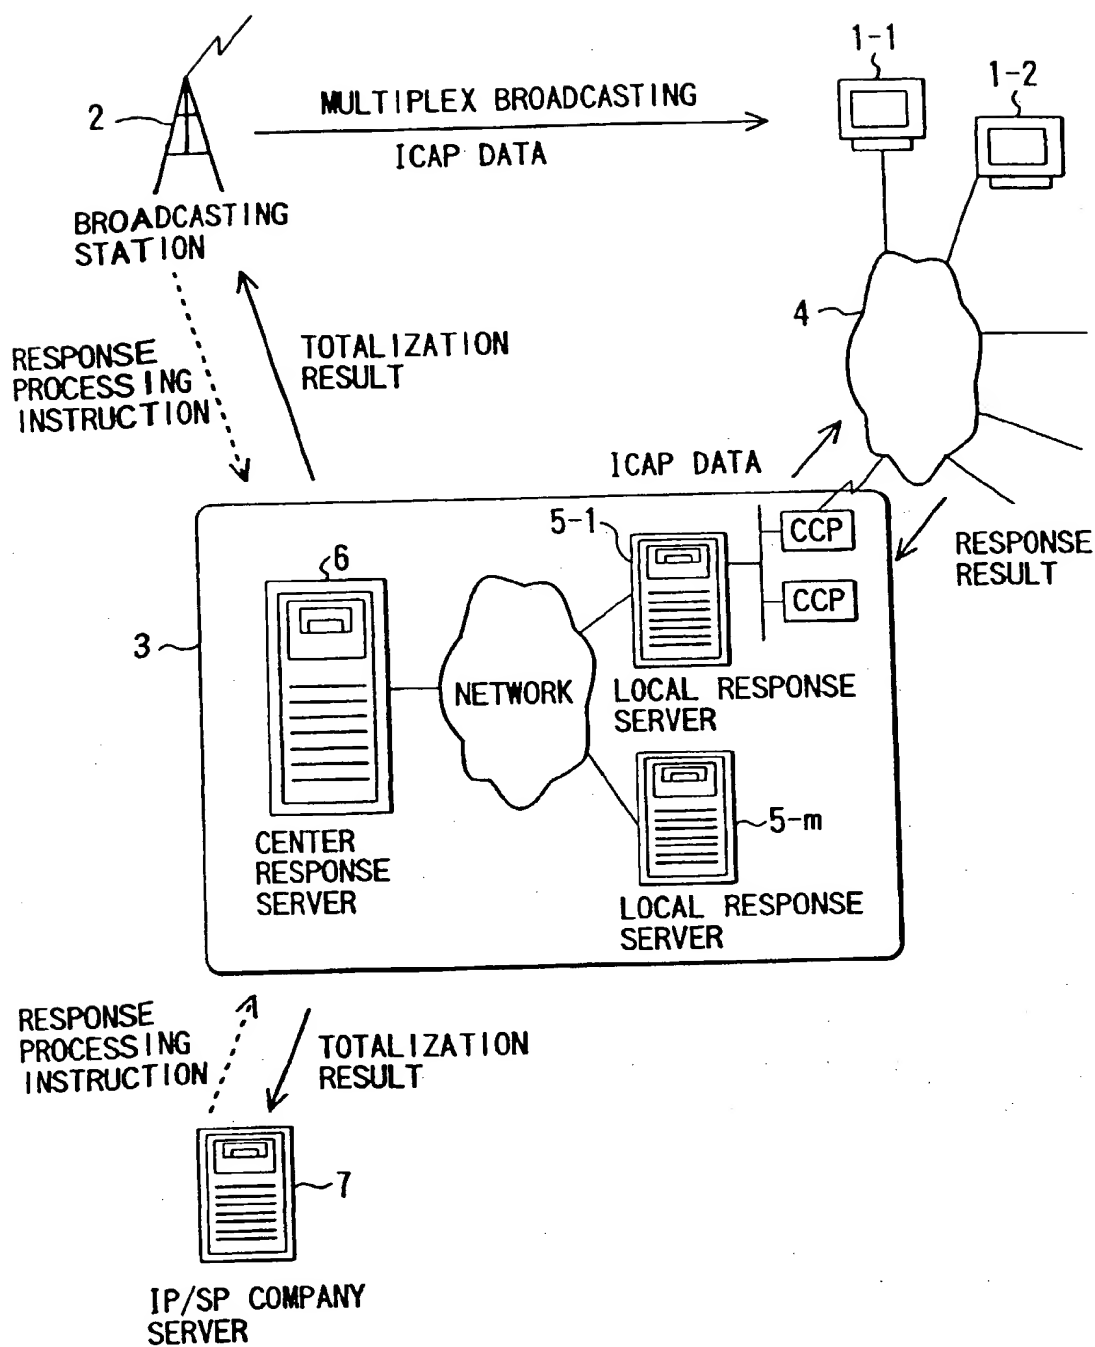 1-1
1-2
2
MULTIPLEX BROADCASTING
ICAP DATA
BROADCASTING
STATION
4
RESPONSE
PROCESSING
INSTRUCTION
TOTALIZATION
RESULT
ICAP DATA
5-1
CCP
RESPONSE
RESULT
6
CCP
3
NETWORK
LOCAL RESPONSE
SERVER
5-m
CENTER
RESPONSE
SERVER
LOCAL RESPONSE
SERVER
RESPONSE
PROCESSING
INSTRUCTION
TOTALIZATION
RESULT
7
IP/SP COMPANY
SERVER